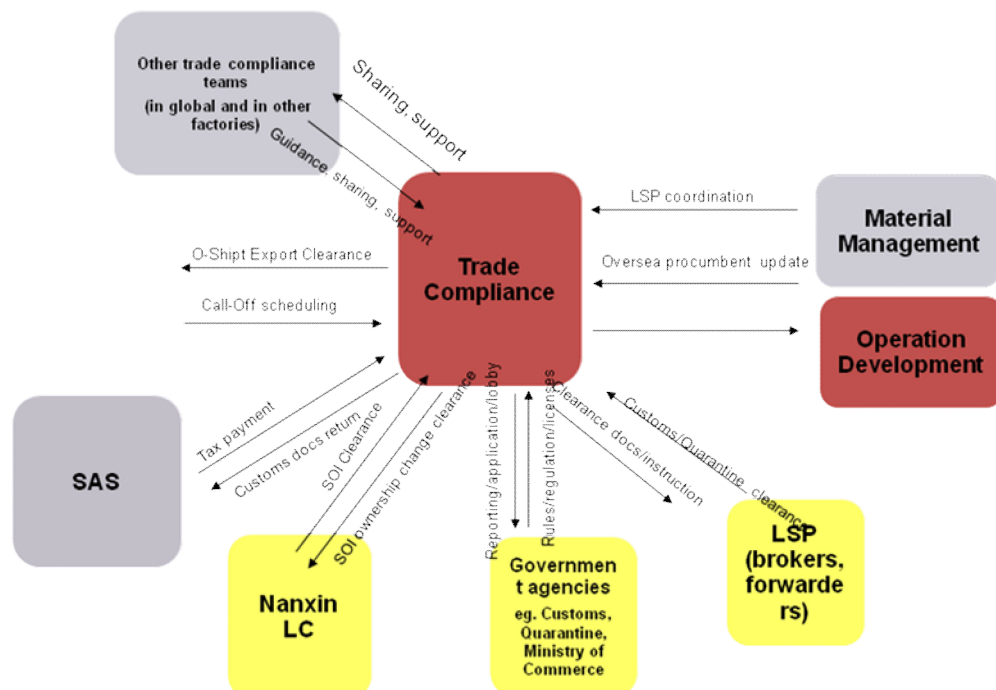 Other trade compliance
teams
(in global and in other
factories)
Sharing, support
Guidance, sharing, support
LSP coordination
Material
Management
Oversea procumbent update
Trade
Compliance
O-Shipt Export Clearance
Call-Off scheduling
Operation
Development
SAS
Tax payment
Customs docs return
SOI Clearance
SOI ownership change clearance
Reporting/application/lobby
Rules/regulation/licenses
Clearance docs/instruction
Customs/Quarantine clearance
Nanxin
LC
Governmen
t agencies
eg. Customs,
Quarantine,
Ministry of
Commerce
LSP
(brokers,
forwarde
rs)